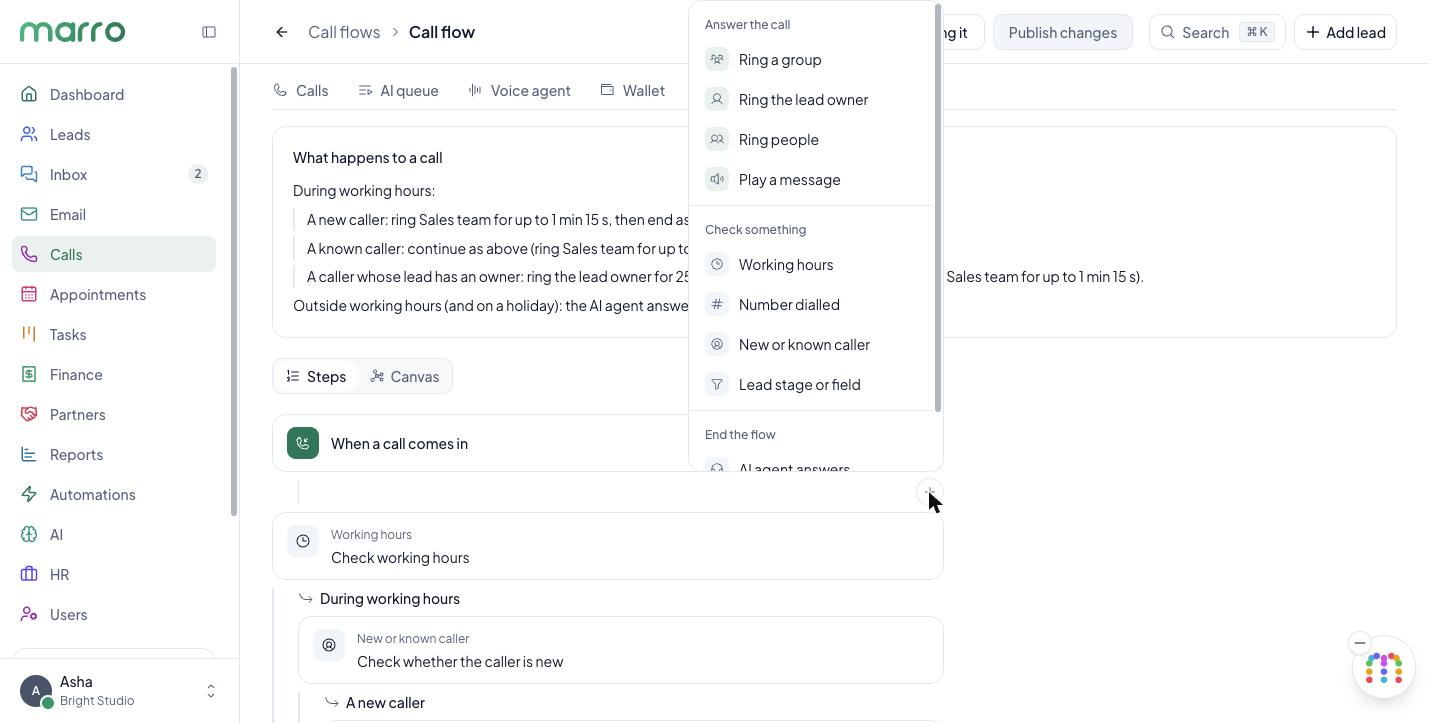 marro
Call flows > Call flow
ng it
Publish changes
Search ⌘ K
+ Add lead
Dashboard
Leads
Inbox 2
Email
Calls
Appointments
Tasks
Finance
Partners
Reports
Automations
AI
HR
Users
A
Asha
Bright Studio
Calls
AI queue
Voice agent
Wallet
What happens to a call
During working hours:
A new caller: ring Sales team for up to 1 min 15 s, then end as
A known caller: continue as above (ring Sales team for up to
A caller whose lead has an owner: ring the lead owner for 25 Sales team for up to 1 min 15 s).
Outside working hours (and on a holiday): the AI agent answe
Steps
Canvas
When a call comes in
Working hours
Check working hours
During working hours
New or known caller
Check whether the caller is new
A new caller
Answer the call
Ring a group
Ring the lead owner
Ring people
Play a message
Check something
Working hours
Number dialled
New or known caller
Lead stage or field
End the flow
AI agent answers